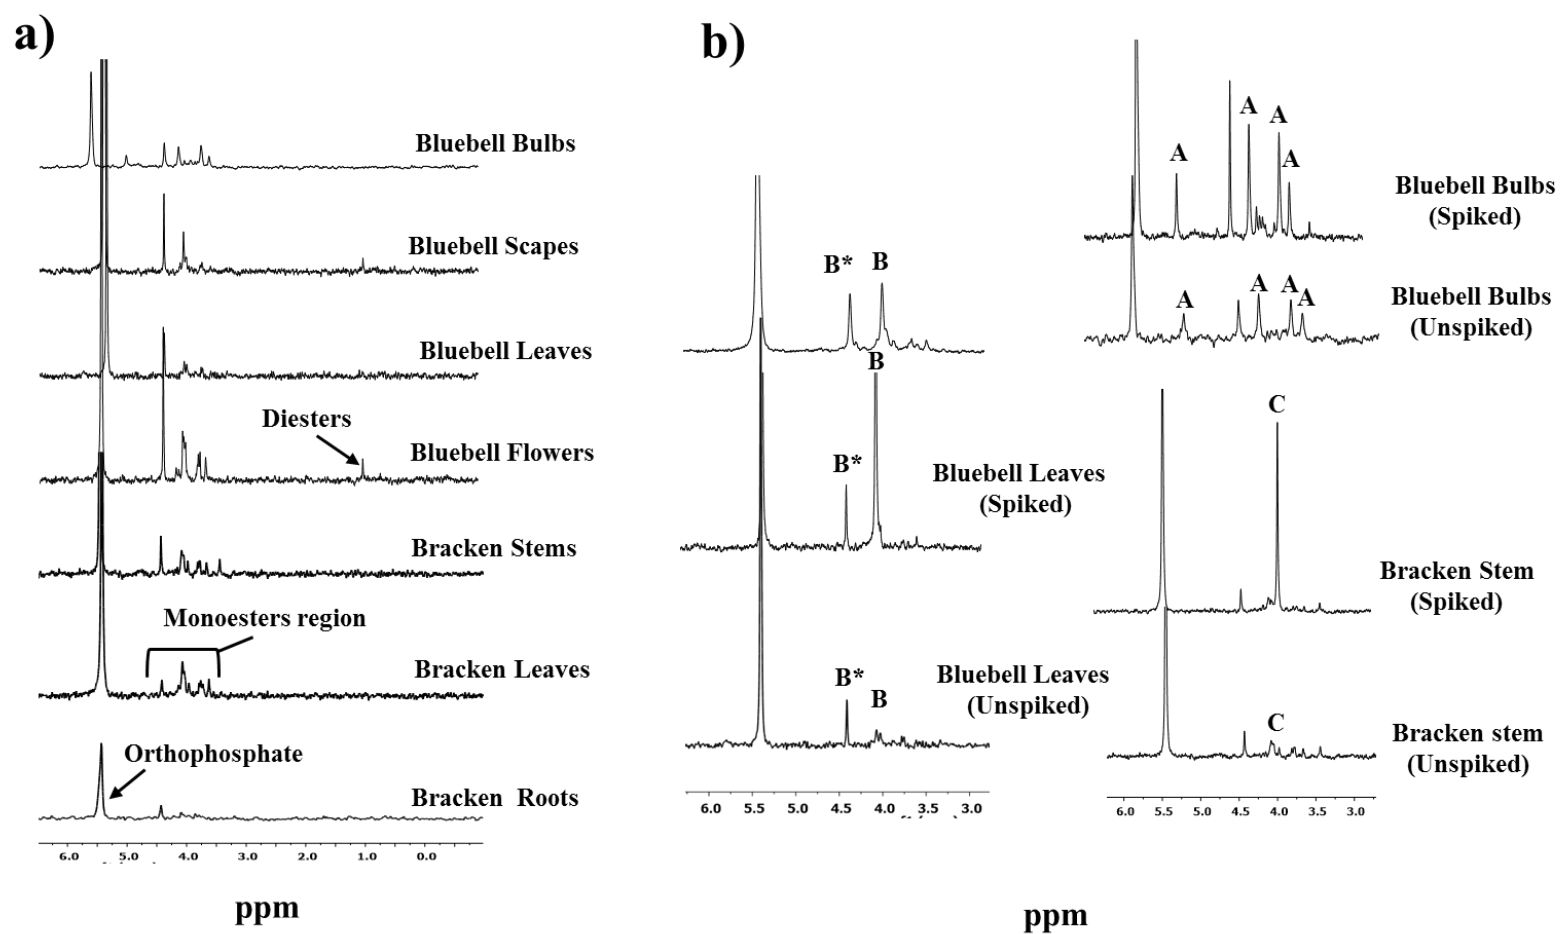 a)
Bluebell Bulbs
Bluebell Scapes
Bluebell Leaves
Diesters
Bluebell Flowers
Bracken Stems
Monoesters region
Bracken Leaves
Orthophosphate
Bracken Roots
6.0 5.0 4.0 3.0 2.0 1.0 0.0
ppm
b)
B* B
B
B*
Bluebell Leaves
(Spiked)
B* B
Bluebell Leaves
(Unspiked)
6.0 5.5 5.0 4.5 4.0 3.5 3.0
A A A A
Bluebell Bulbs
(Spiked)
A A A A
Bluebell Bulbs
(Unspiked)
C
Bracken Stem
(Spiked)
C
Bracken stem
(Unspiked)
6.0 5.5 5.0 4.5 4.0 3.5 3.0
ppm